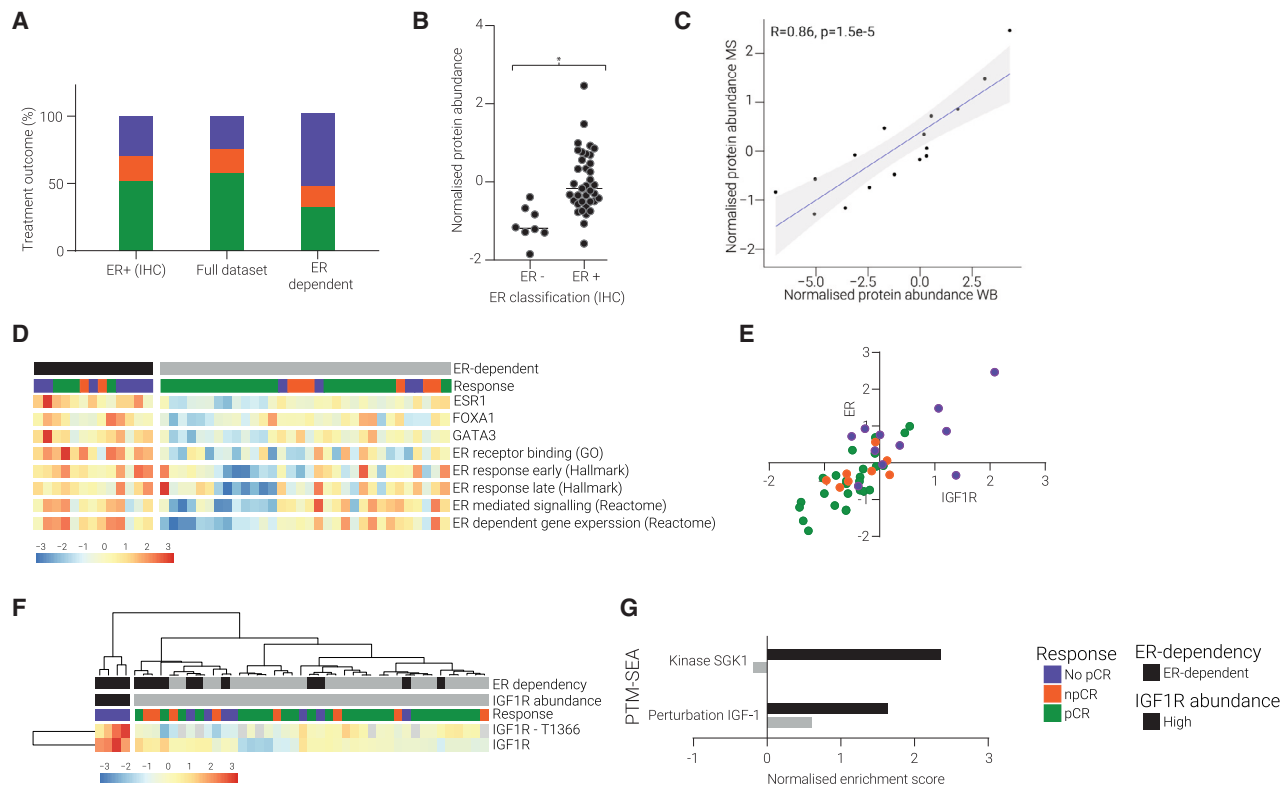 A
Treatment outcome (%)
100
50
0
ER+ (IHC)
Full dataset
ER
dependent
B
Normalised protein abundance
4
2
0
-2
*
ER -
ER +
ER classification (IHC)
C
R=0.86, p=1.5e-5
Normalised protein abundance MS
2
1
0
−1
−2
−5.0
−2.5
0.0
2.5
Normalised protein abundance WB
D
ER-dependent
Response
ESR1
FOXA1
GATA3
ER receptor binding (GO)
ER response early (Hallmark)
ER response late (Hallmark)
ER mediated signalling (Reactome)
ER dependent gene experssion (Reactome)
−3 −2 −1 0 1 2 3
E
ER
3
2
1
-1
-2
-2
-1
1
2
3
IGF1R
F
ER dependency
IGF1R abundance
Response
IGF1R - T1366
IGF1R
−3 −2 −1 0 1 2 3
G
PTM-SEA
Kinase SGK1
Perturbation IGF-1
-1
0
1
2
3
Normalised enrichment score
Response
No pCR
npCR
pCR
ER-dependency
ER-dependent
IGF1R abundance
High